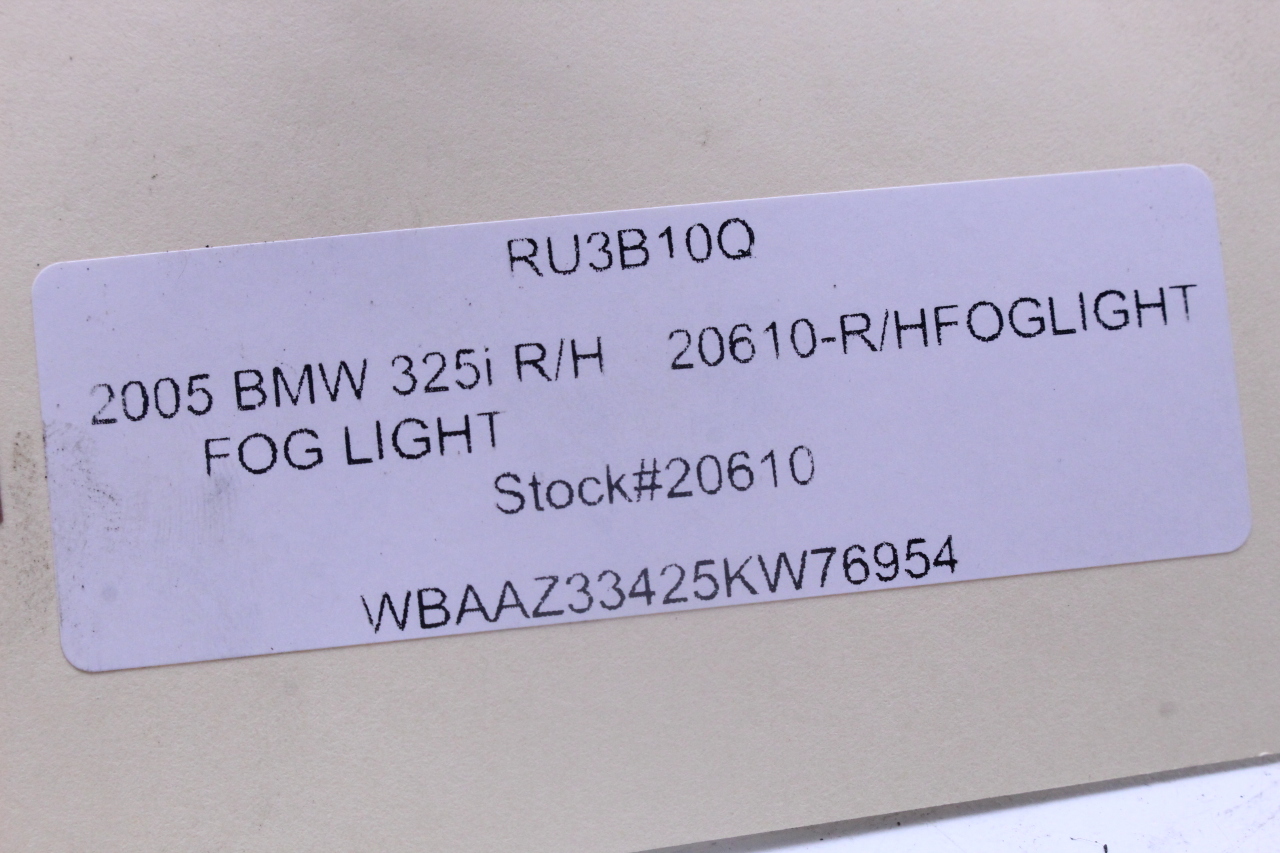 RU3B10Q
2005 BMW 325i R/H 20610-R/HFOGLIGHT
FOG LIGHT
Stock#20610
WBAAZ33425KW76954